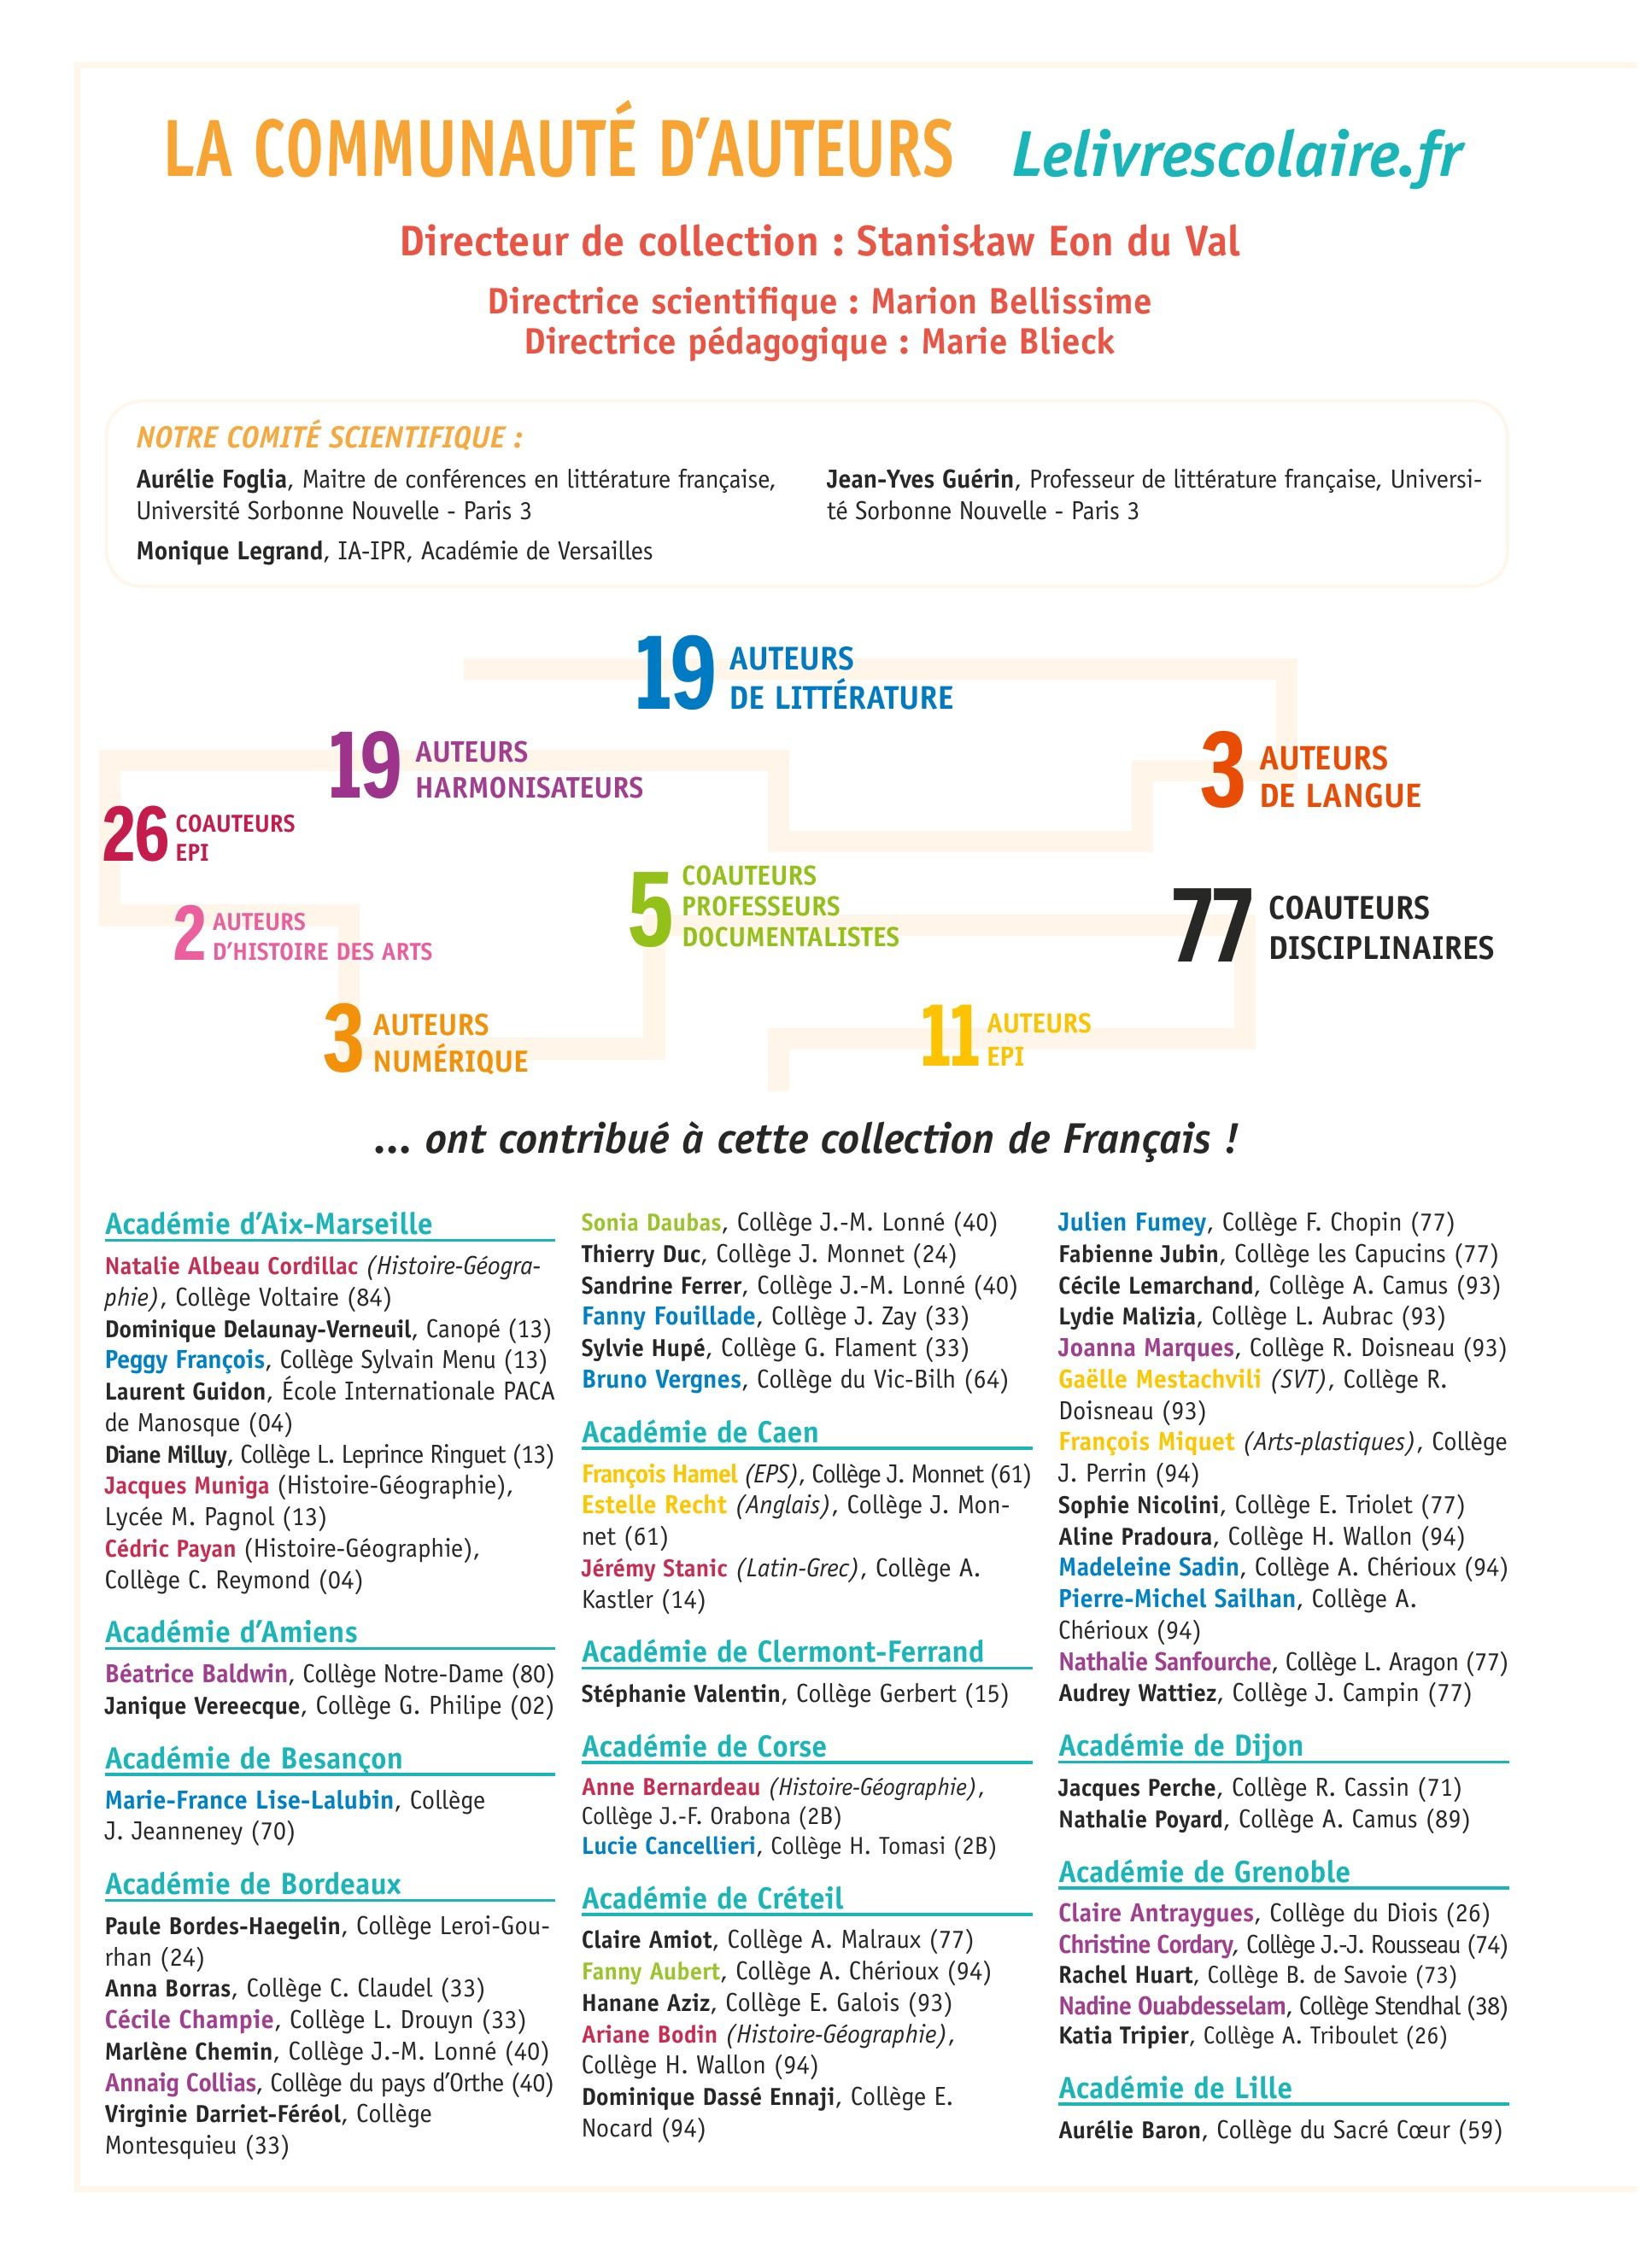 LA COMMUNAUTÉ D'AUTEURS Lelivrescolaire.fr
Directeur de collection : Stanisław Eon du Val
Directrice scientifique : Marion Bellissime
Directrice pédagogique : Marie Blieck
NOTRE COMITÉ SCIENTIFIQUE :
Aurélie Foglia, Maitre de conférences en littérature française,
Université Sorbonne Nouvelle - Paris 3
Monique Legrand, IA-IPR, Académie de Versailles
Jean-Yves Guérin, Professeur de littérature française, Universi-
té Sorbonne Nouvelle - Paris 3
19 AUTEURS
DE LITTÉRATURE
19 AUTEURS
HARMONISATEURS
3 AUTEURS
DE LANGUE
26 COAUTEURS
EPI
5 COAUTEURS
PROFESSEURS
DOCUMENTALISTES
77 COAUTEURS
DISCIPLINAIRES
2 AUTEURS
D'HISTOIRE DES ARTS
3 AUTEURS
NUMÉRIQUE
11 AUTEURS
EPI
... ont contribué à cette collection de Français !
Académie d'Aix-Marseille
Natalie Albeau Cordillac (Histoire-Géogra-
phie), Collège Voltaire (84)
Dominique Delaunay-Verneuil, Canopé (13)
Peggy François, Collège Sylvain Menu (13)
Laurent Guidon, École Internationale PACA
de Manosque (04)
Diane Milluy, Collège L. Leprince Ringuet (13)
Jacques Muniga (Histoire-Géographie),
Lycée M. Pagnol (13)
Cédric Payan (Histoire-Géographie),
Collège C. Reymond (04)
Académie d'Amiens
Béatrice Baldwin, Collège Notre-Dame (80)
Janique Vereecque, Collège G. Philipe (02)
Académie de Besançon
Marie-France Lise-Lalubin, Collège
J. Jeanneney (70)
Académie de Bordeaux
Paule Bordes-Haegelin, Collège Leroi-Gou-
rhan (24)
Anna Borras, Collège C. Claudel (33)
Cécile Champie, Collège L. Drouyn (33)
Marlène Chemin, Collège J.-M. Lonné (40)
Annaig Collias, Collège du pays d'Orthe (40)
Virginie Darriet-Féréol, Collège
Montesquieu (33)
Sonia Daubas, Collège J.-M. Lonné (40)
Thierry Duc, Collège J. Monnet (24)
Sandrine Ferrer, Collège J.-M. Lonné (40)
Fanny Fouillade, Collège J. Zay (33)
Sylvie Hupé, Collège G. Flament (33)
Bruno Vergnes, Collège du Vic-Bilh (64)
Académie de Caen
François Hamel (EPS), Collège J. Monnet (61)
Estelle Recht (Anglais), Collège J. Mon-
net (61)
Jérémy Stanic (Latin-Grec), Collège A.
Kastler (14)
Académie de Clermont-Ferrand
Stéphanie Valentin, Collège Gerbert (15)
Académie de Corse
Anne Bernardeau (Histoire-Géographie),
Collège J.-F. Orabona (2B)
Lucie Cancellieri, Collège H. Tomasi (2B)
Académie de Créteil
Claire Amiot, Collège A. Malraux (77)
Fanny Aubert, Collège A. Chérioux (94)
Hanane Aziz, Collège E. Galois (93)
Ariane Bodin (Histoire-Géographie),
Collège H. Wallon (94)
Dominique Dassé Ennaji, Collège E.
Nocard (94)
Julien Fumey, Collège F. Chopin (77)
Fabienne Jubin, Collège les Capucins (77)
Cécile Lemarchand, Collège A. Camus (93)
Lydie Malizia, Collège L. Aubrac (93)
Joanna Marques, Collège R. Doisneau (93)
Gaëlle Mestachvili (SVT), Collège R.
Doisneau (93)
François Miquet (Arts-plastiques), Collège
J. Perrin (94)
Sophie Nicolini, Collège E. Triolet (77)
Aline Pradoura, Collège H. Wallon (94)
Madeleine Sadin, Collège A. Chérioux (94)
Pierre-Michel Sailhan, Collège A.
Chérioux (94)
Nathalie Sanfourche, Collège L. Aragon (77)
Audrey Wattiez, Collège J. Campin (77)
Académie de Dijon
Jacques Perche, Collège R. Cassin (71)
Nathalie Poyard, Collège A. Camus (89)
Académie de Grenoble
Claire Antraygues, Collège du Diois (26)
Christine Cordary, Collège J.-J. Rousseau (74)
Rachel Huart, Collège B. de Savoie (73)
Nadine Ouabdesselam, Collège Stendhal (38)
Katia Tripier, Collège A. Triboulet (26)
Académie de Lille
Aurélie Baron, Collège du Sacré Cœur (59)